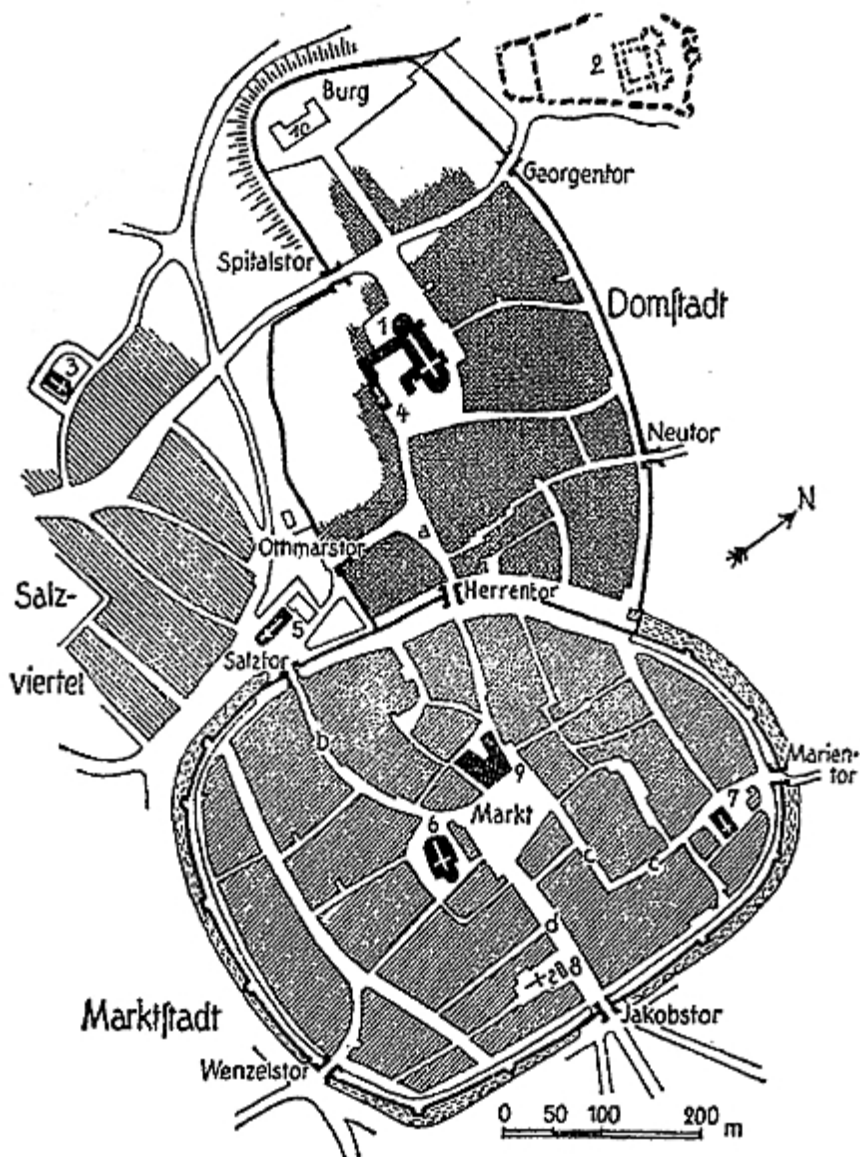 2
Burg
10
Georgentor
Spitalstor
Domſtadt
1
3
4
Neutor
N
a
Othmarstor
a
Herrentor
Salz-
viertel
5
Salztor
b
Marien-
tor
9
7
Markt
6
c
c
d
8
Marktſtadt
Jakobstor
Wenzelstor
0 50 100 200 m